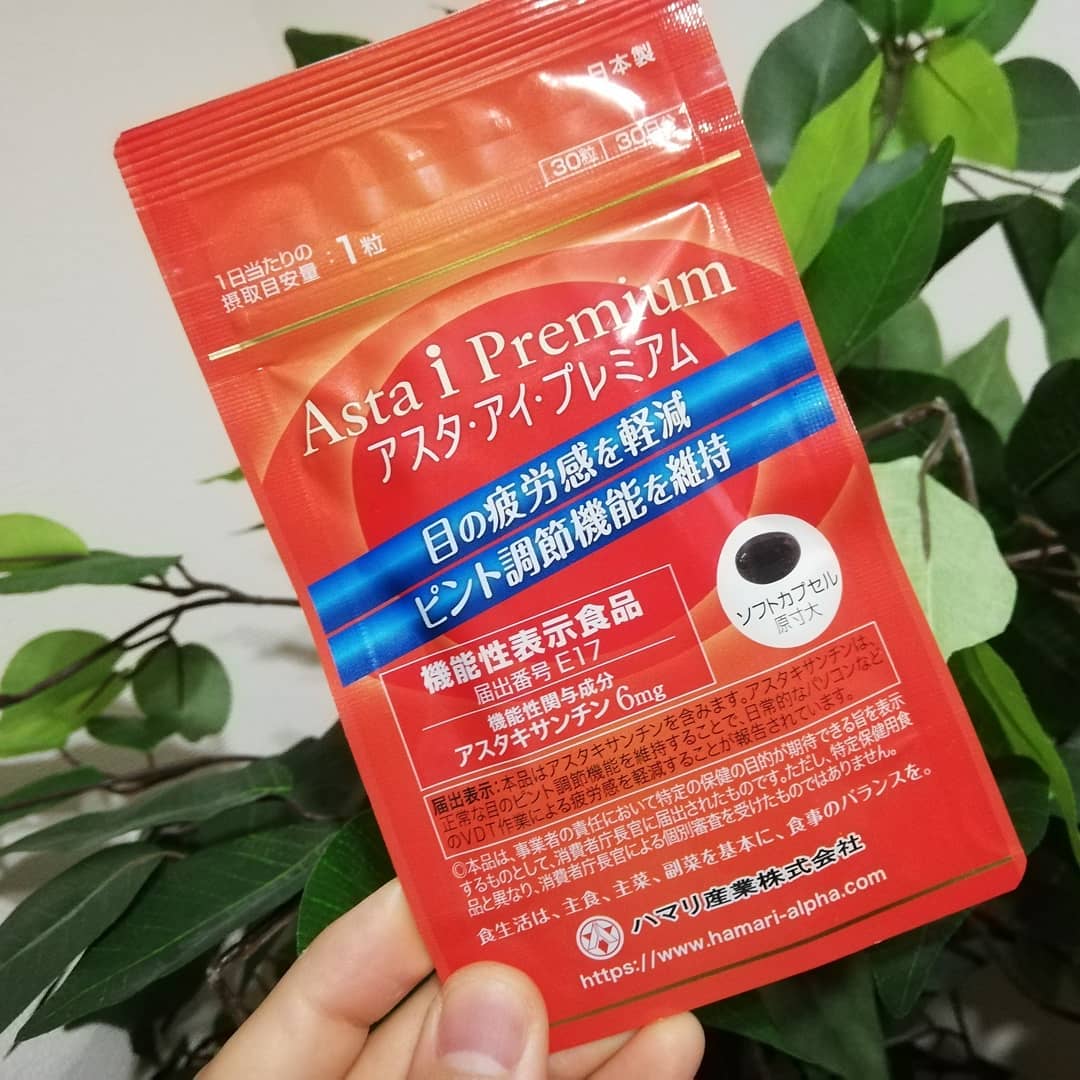 日本製
30粒 30日分
1日当たりの
摂取目安量:1粒
Asta i Premium
アスタ・アイ・プレミアム
目の疲労感を軽減
ピント調節機能を維持
ソフトカプセル
原寸大
機能性表示食品
届出番号 E17
機能性関与成分
アスタキサンチン 6mg
届出表示:本品はアスタキサンチンを含みます。アスタキサンチンは、
正常な目のピント調節機能を維持することで、日常的なパソコンなど
のVDT作業による疲労感を軽減することが報告されています。
◎本品は、事業者の責任において特定の保健の目的が期待できる旨を表示
するものとして、消費者庁長官に届出されたものです。ただし、特定保健用食
品と異なり、消費者庁長官による個別審査を受けたものではありません。
食生活は、主食、主菜、副菜を基本に、食事のバランスを。
ハマリ産業株式会社
https://www.hamari-alpha.com